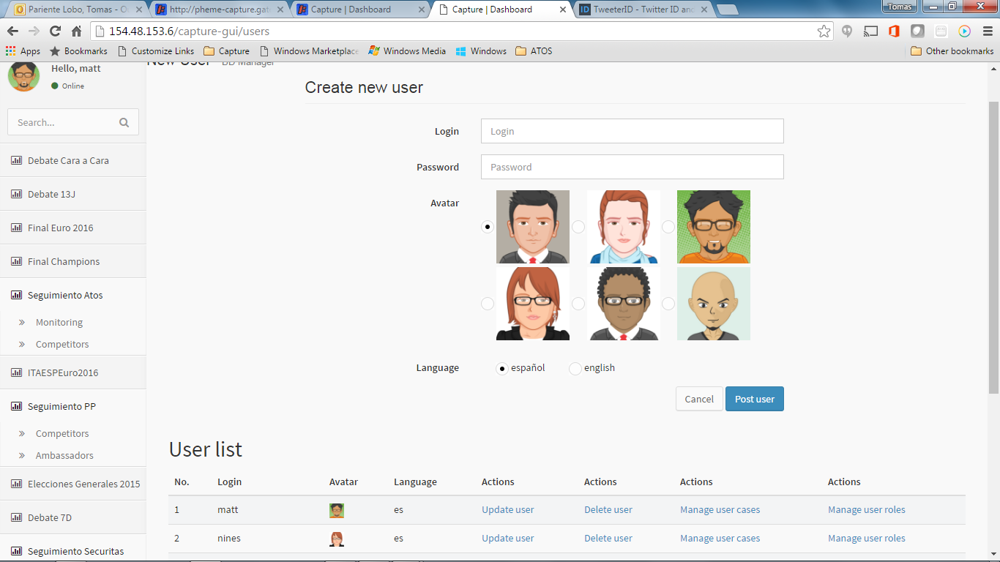 Pariente Lobo, Tomas - O
http://pheme-capture.gate
Capture | Dashboard
Capture | Dashboard
TweeterID - Twitter ID and
Tomas
154.48.153.6/capture-gui/users
Apps
Bookmarks
Customize Links
Capture
Windows Marketplace
Windows Media
Windows
ATOS
Other bookmarks
Hello, matt
Online
New User BD Manager
Search...
Debate Cara a Cara
Debate 13J
Final Euro 2016
Final Champions
Seguimiento Atos
Monitoring
Competitors
ITAESPEuro2016
Seguimiento PP
Competitors
Ambassadors
Elecciones Generales 2015
Debate 7D
Seguimiento Securitas
Create new user
Login
Login
Password
Password
Avatar
Language
español
english
Cancel
Post user
User list
No. Login Avatar Language Actions Actions Actions Actions
1 matt es Update user Delete user Manage user cases Manage user roles
2 nines es Update user Delete user Manage user cases Manage user roles